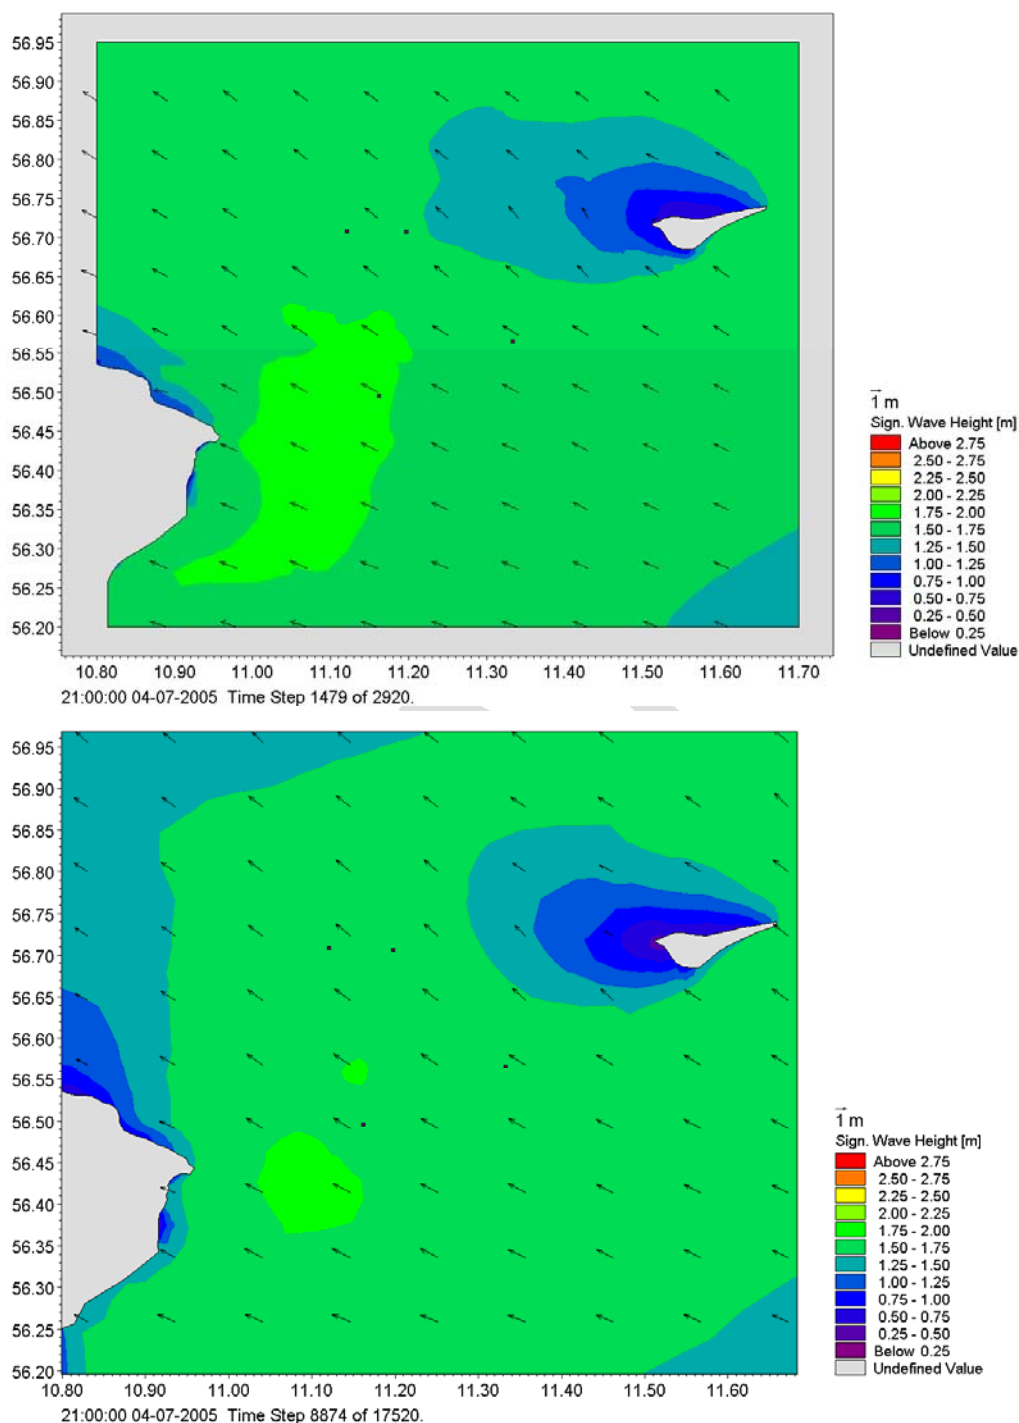 56.95
56.90
56.85
56.80
56.75
56.70
56.65
56.60
56.55
56.50
56.45
56.40
56.35
56.30
56.25
56.20
10.80 10.90 11.00 11.10 11.20 11.30 11.40 11.50 11.60 11.70
21:00:00 04-07-2005 Time Step 1479 of 2920.
1 m
Sign. Wave Height [m]
Above 2.75
2.50 - 2.75
2.25 - 2.50
2.00 - 2.25
1.75 - 2.00
1.50 - 1.75
1.25 - 1.50
1.00 - 1.25
0.75 - 1.00
0.50 - 0.75
0.25 - 0.50
Below 0.25
Undefined Value
56.95
56.90
56.85
56.80
56.75
56.70
56.65
56.60
56.55
56.50
56.45
56.40
56.35
56.30
56.25
56.20
10.80 10.90 11.00 11.10 11.20 11.30 11.40 11.50 11.60
21:00:00 04-07-2005 Time Step 8874 of 17520.
1 m
Sign. Wave Height [m]
Above 2.75
2.50 - 2.75
2.25 - 2.50
2.00 - 2.25
1.75 - 2.00
1.50 - 1.75
1.25 - 1.50
1.00 - 1.25
0.75 - 1.00
0.50 - 0.75
0.25 - 0.50
Below 0.25
Undefined Value